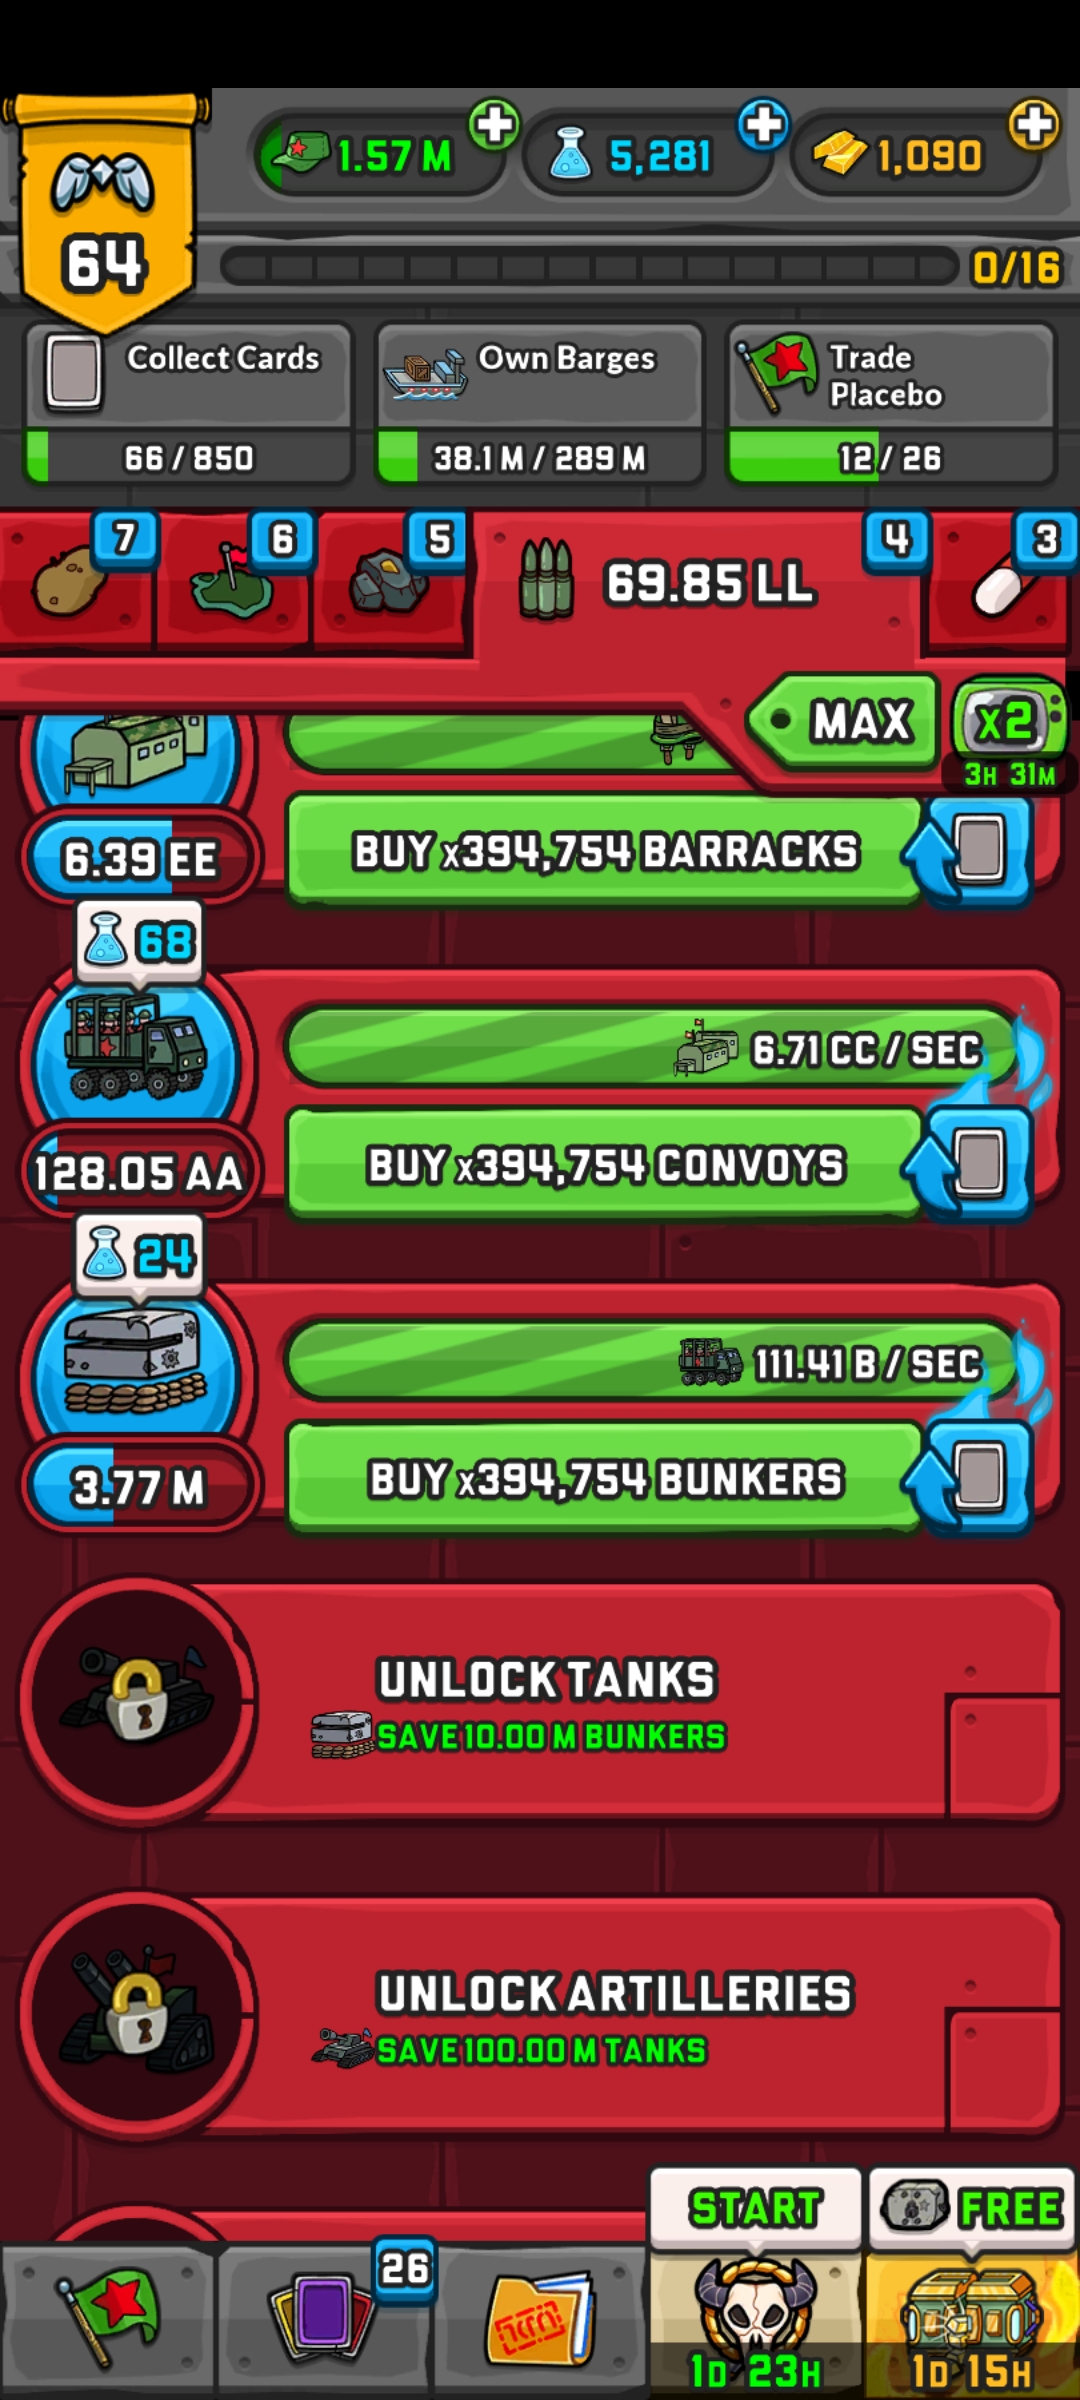 1.57 M
5,281
1,090
64
0/16
Collect Cards
66 / 850
Own Barges
38.1 M / 289 M
Trade
Placebo
12 / 26
7
6
5
69.85 LL
4
3
MAX
x2
3H 31M
6.39 EE
BUY x394,754 BARRACKS
68
6.71 CC / SEC
128.05 AA
BUY x394,754 CONVOYS
24
111.41 B / SEC
3.77 M
BUY x394,754 BUNKERS
UNLOCK TANKS
SAVE 10.00 M BUNKERS
UNLOCK ARTILLERIES
SAVE 100.00 M TANKS
START
FREE
26
1D 23H
1D 15H